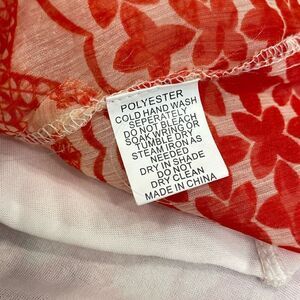 POLYESTER
COLD HAND WASH
SEPERATELY
DO NOT BLEACH
SOAK WRING OR
TUMBLE DRY
STEAM IRON AS
NEEDED
DRY IN SHADE
DO NOT
DRY CLEAN
MADE IN CHINA